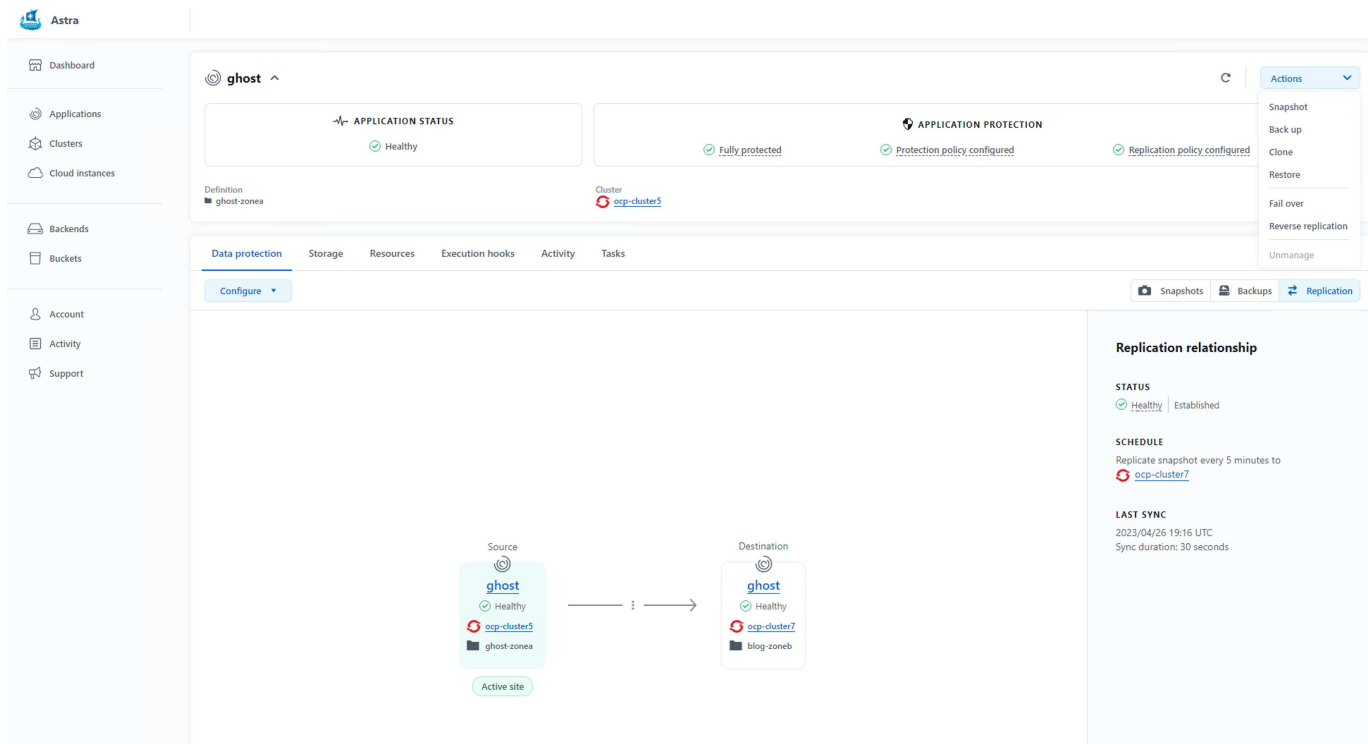 Astra
Dashboard
Applications
Clusters
Cloud instances
Backends
Buckets
Account
Activity
Support
ghost
Actions
Snapshot
Back up
Clone
Restore
Fail over
Reverse replication
Unmanage
APPLICATION STATUS
Healthy
APPLICATION PROTECTION
Fully protected
Protection policy configured
Replication policy configured
Definition
ghost-zonea
Cluster
ocp-cluster5
Data protection Storage Resources Execution hooks Activity Tasks
Configure
Snapshots Backups Replication
Source
ghost
Healthy
ocp-cluster5
ghost-zonea
Active site
Destination
ghost
Healthy
ocp-cluster7
blog-zoneb
Replication relationship
STATUS
Healthy Established
SCHEDULE
Replicate snapshot every 5 minutes to
ocp-cluster7
LAST SYNC
2023/04/26 19:16 UTC
Sync duration: 30 seconds